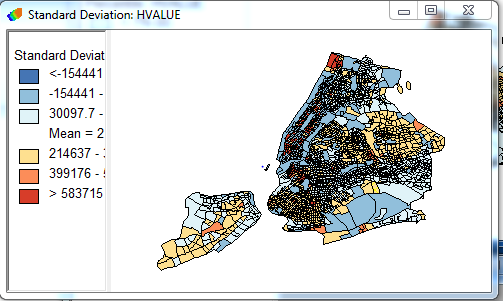 Standard Deviation: HVALUE
Standard Deviat
<-154441
-154441 -
30097.7 -
Mean = 2
214637 -
399176 -
> 583715